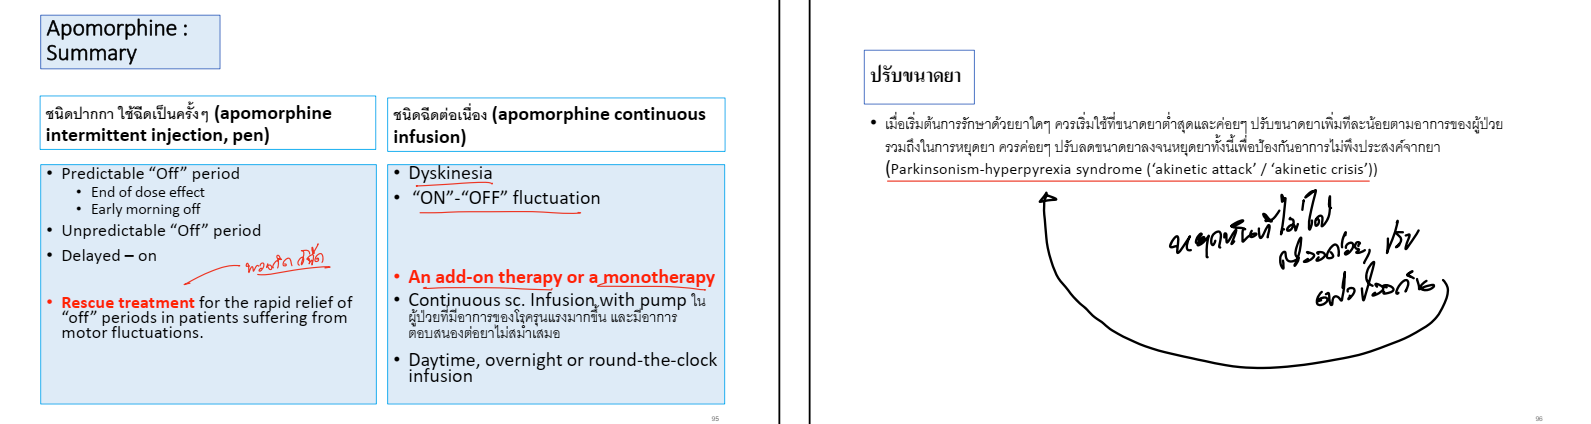 Apomorphine :
Summary
ชนิดปากกา ใช้ฉีดเป็นครั้งๆ (apomorphine
intermittent injection, pen)
• Predictable “Off” period
• End of dose effect
• Early morning off
• Unpredictable “Off” period
• Delayed – on
• Rescue treatment for the rapid relief of
“off” periods in patients suffering from
motor fluctuations.
ชนิดฉีดต่อเนื่อง (apomorphine continuous
infusion)
• Dyskinesia
• “ON”-“OFF” fluctuation
• An add-on therapy or a monotherapy
• Continuous sc. Infusion with pump ใน
ผู้ป่วยที่มีอาการของโรครุนแรงมากขึ้น และมีอาการ
ตอบสนองต่อยาไม่สม่ำเสมอ
• Daytime, overnight or round-the-clock
infusion
95
ปรับขนาดยา
• เมื่อเริ่มต้นการรักษาด้วยยาใดๆ ควรเริ่มใช้ที่ขนาดยาต่ำสุดและค่อยๆ ปรับขนาดยาเพิ่มทีละน้อยตามอาการของผู้ป่วย
รวมถึงในการหยุดยา ควรค่อยๆ ปรับลดขนาดยาลงจนหยุดยาทั้งนี้เพื่อป้องกันอาการไม่พึงประสงค์จากยา
(Parkinsonism-hyperpyrexia syndrome (‘akinetic attack’ / ‘akinetic crisis’))
หยุดทันทีไม่ได้
96